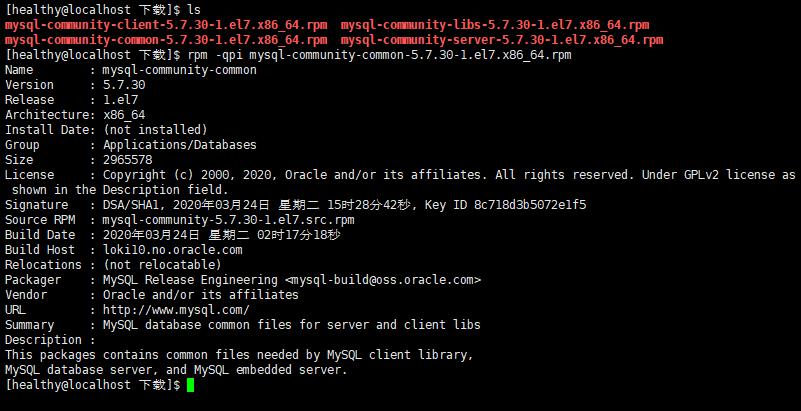 [healthy@localhost 下载]$ ls
mysql-community-client-5.7.30-1.el7.x86_64.rpm  mysql-community-libs-5.7.30-1.el7.x86_64.rpm
mysql-community-common-5.7.30-1.el7.x86_64.rpm  mysql-community-server-5.7.30-1.el7.x86_64.rpm
[healthy@localhost 下载]$ rpm -qpi mysql-community-common-5.7.30-1.el7.x86_64.rpm
Name        : mysql-community-common
Version     : 5.7.30
Release     : 1.el7
Architecture: x86_64
Install Date: (not installed)
Group       : Applications/Databases
Size        : 2965578
License     : Copyright (c) 2000, 2020, Oracle and/or its affiliates. All rights reserved. Under GPLv2 license as
 shown in the Description field.
Signature   : DSA/SHA1, 2020年03月24日 星期二 15时28分42秒, Key ID 8c718d3b5072e1f5
Source RPM  : mysql-community-5.7.30-1.el7.src.rpm
Build Date  : 2020年03月24日 星期二 02时17分18秒
Build Host  : loki10.no.oracle.com
Relocations : (not relocatable)
Packager    : MySQL Release Engineering <mysql-build@oss.oracle.com>
Vendor      : Oracle and/or its affiliates
URL         : http://www.mysql.com/
Summary     : MySQL database common files for server and client libs
Description :
This packages contains common files needed by MySQL client library,
MySQL database server, and MySQL embedded server.
[healthy@localhost 下载]$